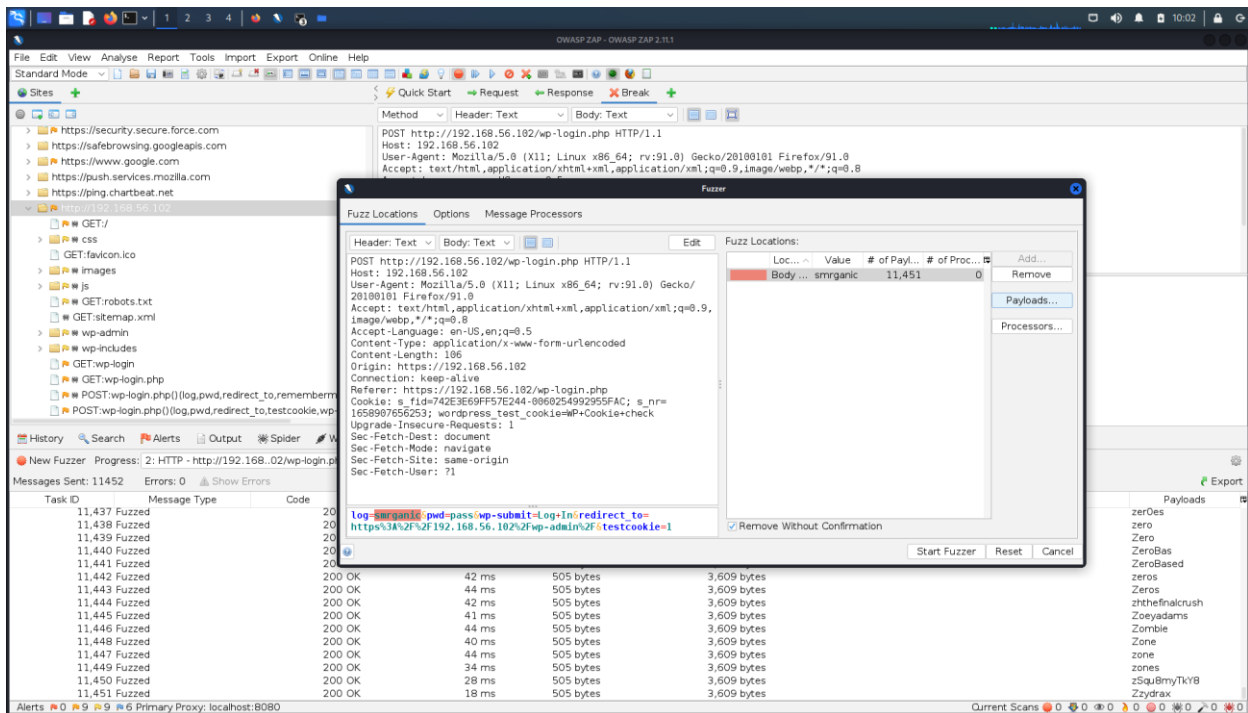 1 2 3 4 10:02
OWASP ZAP - OWASP ZAP 2.11.1
File Edit View Analyse Report Tools Import Export Online Help
Standard Mode
Sites
Quick Start Request Response Break
Method Header: Text Body: Text
https://security.secure.force.com
https://safebrowsing.googleapis.com
https://www.google.com
https://push.services.mozilla.com
https://ping.chartbeat.net
http://192.168.56.102
GET:/
css
GET:favicon.ico
images
js
GET:robots.txt
GET:sitemap.xml
wp-admin
wp-includes
GET:wp-login
GET:wp-login.php
POST:wp-login.php()(log,pwd,redirect_to,rememberm
POST:wp-login.php()(log,pwd,redirect_to,testcookie,wp-
POST http://192.168.56.102/wp-login.php HTTP/1.1
Host: 192.168.56.102
User-Agent: Mozilla/5.0 (X11; Linux x86_64; rv:91.0) Gecko/20100101 Firefox/91.0
Accept: text/html,application/xhtml+xml,application/xml;q=0.9,image/webp,*/*;q=0.8
Fuzzer
Fuzz Locations Options Message Processors
Header: Text Body: Text Edit
POST http://192.168.56.102/wp-login.php HTTP/1.1
Host: 192.168.56.102
User-Agent: Mozilla/5.0 (X11; Linux x86_64; rv:91.0) Gecko/
20100101 Firefox/91.0
Accept: text/html,application/xhtml+xml,application/xml;q=0.9,
image/webp,*/*;q=0.8
Accept-Language: en-US,en;q=0.5
Content-Type: application/x-www-form-urlencoded
Content-Length: 106
Origin: https://192.168.56.102
Connection: keep-alive
Referer: https://192.168.56.102/wp-login.php
Cookie: s_fid=742E3E69FF57E244-0060254992955FAC; s_nr=
1658907656253; wordpress_test_cookie=WP+Cookie+check
Upgrade-Insecure-Requests: 1
Sec-Fetch-Dest: document
Sec-Fetch-Mode: navigate
Sec-Fetch-Site: same-origin
Sec-Fetch-User: ?1
log=smrganic&pwd=pass&wp-submit=Log+In&redirect_to=
https%3A%2F%2F192.168.56.102%2Fwp-admin%2F&testcookie=1
Fuzz Locations:
Loc... Value # of Payl... # of Proc...
Body ... smrganic 11,451 0
Add...
Remove
Payloads...
Processors...
Remove Without Confirmation
Start Fuzzer Reset Cancel
History Search Alerts Output Spider W
New Fuzzer Progress: 2: HTTP - http://192.168..02/wp-login.p
Messages Sent: 11452 Errors: 0 Show Errors Export
Task ID Message Type Code Payloads
11,437 Fuzzed 20 zer0es
11,438 Fuzzed 20 zero
11,439 Fuzzed 20 Zero
11,440 Fuzzed 20 ZeroBas
11,441 Fuzzed 20 ZeroBased
11,442 Fuzzed 200 OK 42 ms 505 bytes 3,609 bytes zeros
11,443 Fuzzed 200 OK 44 ms 505 bytes 3,609 bytes Zeros
11,444 Fuzzed 200 OK 42 ms 505 bytes 3,609 bytes zhthefinalcrush
11,445 Fuzzed 200 OK 41 ms 505 bytes 3,609 bytes Zoeyadams
11,446 Fuzzed 200 OK 44 ms 505 bytes 3,609 bytes Zombie
11,448 Fuzzed 200 OK 40 ms 505 bytes 3,609 bytes Zone
11,447 Fuzzed 200 OK 44 ms 505 bytes 3,609 bytes zone
11,449 Fuzzed 200 OK 34 ms 505 bytes 3,609 bytes zones
11,450 Fuzzed 200 OK 28 ms 505 bytes 3,609 bytes zSqu8myTkY8
11,451 Fuzzed 200 OK 18 ms 505 bytes 3,609 bytes Zzydrax
Alerts 0 9 9 6 Primary Proxy: localhost:8080 Current Scans 0 0 0 0 0 0 0 0